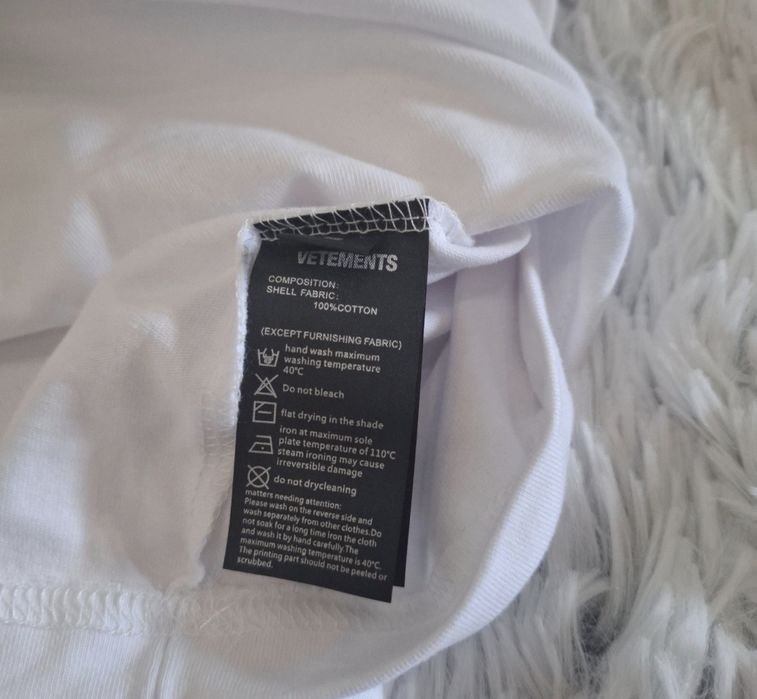 VETEMENTS
COMPOSITION:
SHELL FABRIC:
100%COTTON
(EXCEPT FURNISHING FABRIC)
hand wash maximum
washing temperature
40°C
Do not bleach
flat drying in the shade
iron at maximum sole
plate temperature of 110°C
steam ironing may cause
irreversible damage
do not drycleaning
matters needing attention:
Please wash on the reverse side and
wash separately from other clothes.Do
not soak for a long time Iron the cloth
and wash it by hand carefully.The
maximum washing temperature is 40°C.
The printing part should not be peeled or
scrubbed.